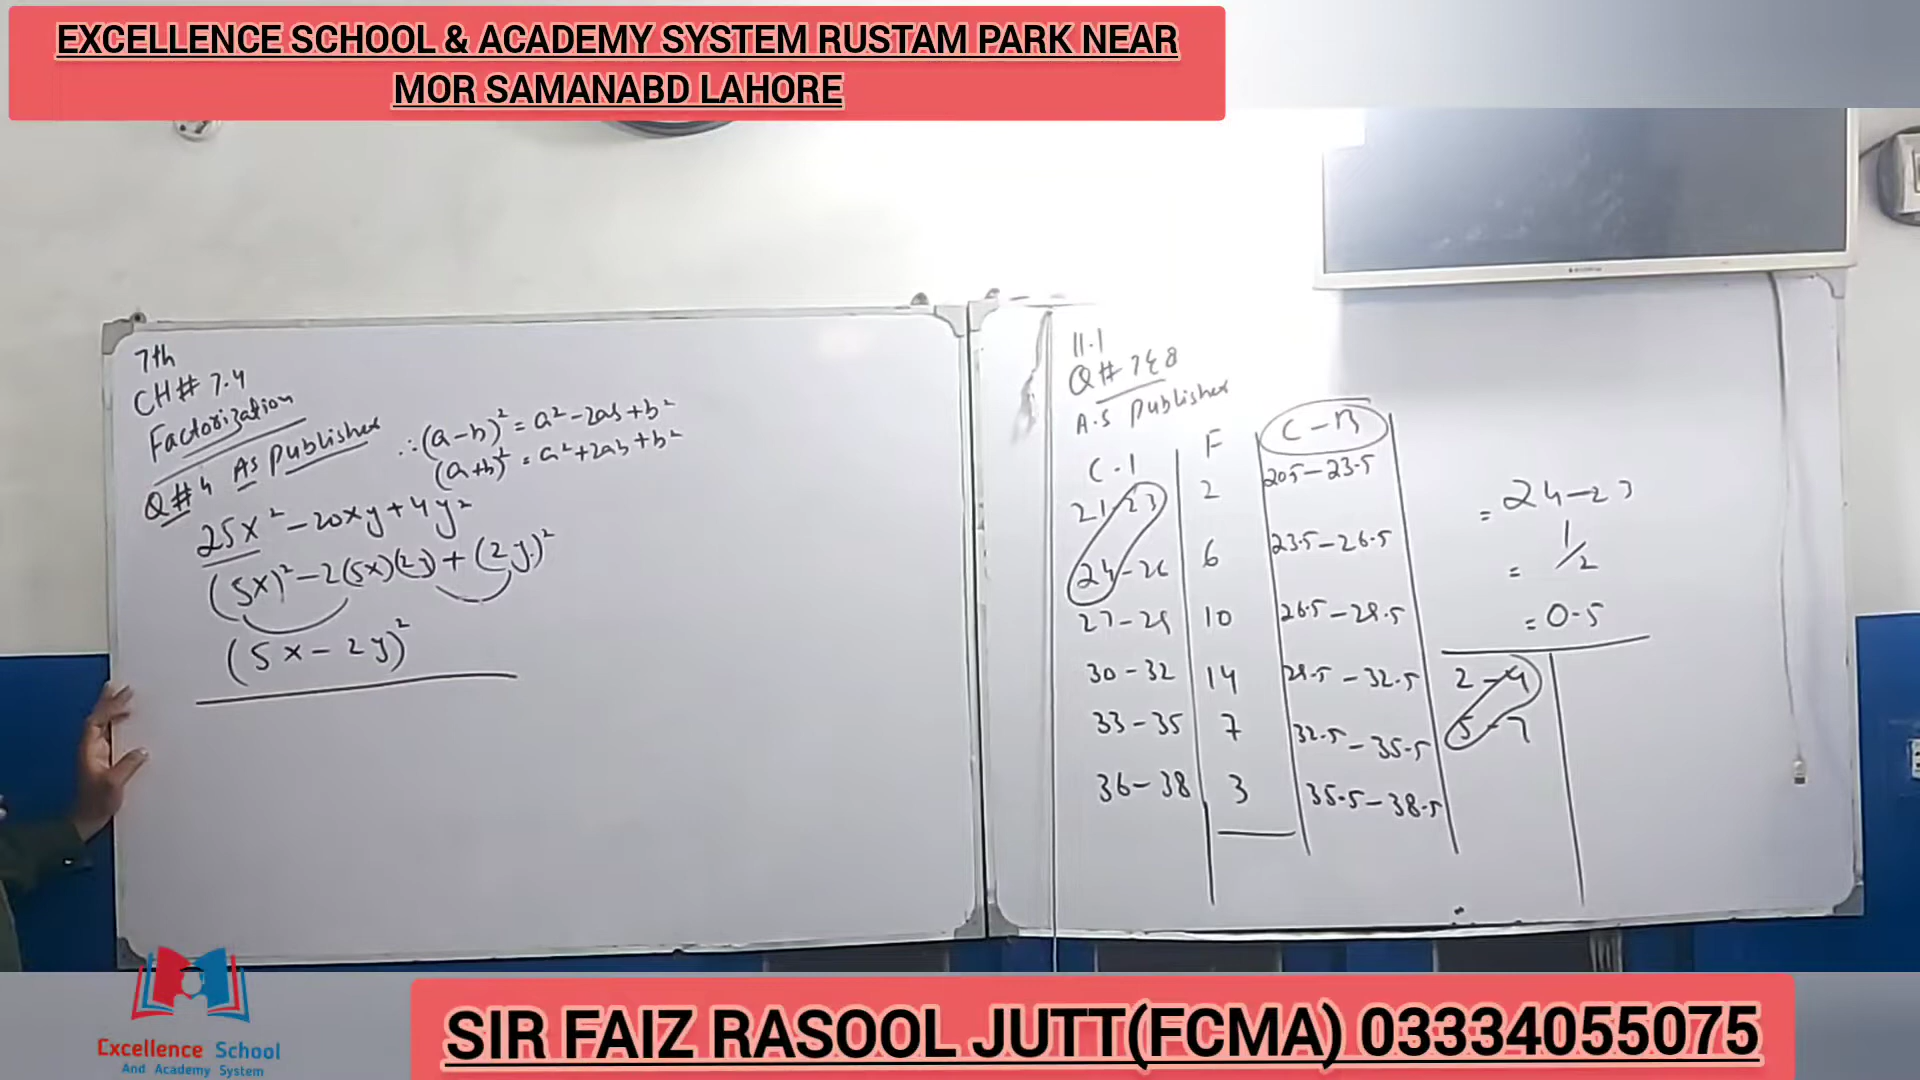 EXCELLENCE SCHOOL & ACADEMY SYSTEM RUSTAM PARK NEAR
MOR SAMANABD LAHORE
7th
CH# 7.4
Factorization
Q#4 As Publisher
∴(a-b)² = a²-2ab+b²
(a+b)² = a²+2ab+b²
25x²-20xy+4y²
(5x)²-2(5x)(2y)+(2y)²
(5x-2y)²
11.1
Q# 7&8
A.S Publisher
C-I F C-B
21-23 2 20.5-23.5
24-26 6 23.5-26.5
27-29 10 26.5-29.5
30-32 14 29.5-32.5
33-35 7 32.5-35.5
36-38 3 35.5-38.5
= 24-23
= 1/2
= 0.5
2-4
5-7
Excellence School
And Academy System
SIR FAIZ RASOOL JUTT(FCMA) 03334055075